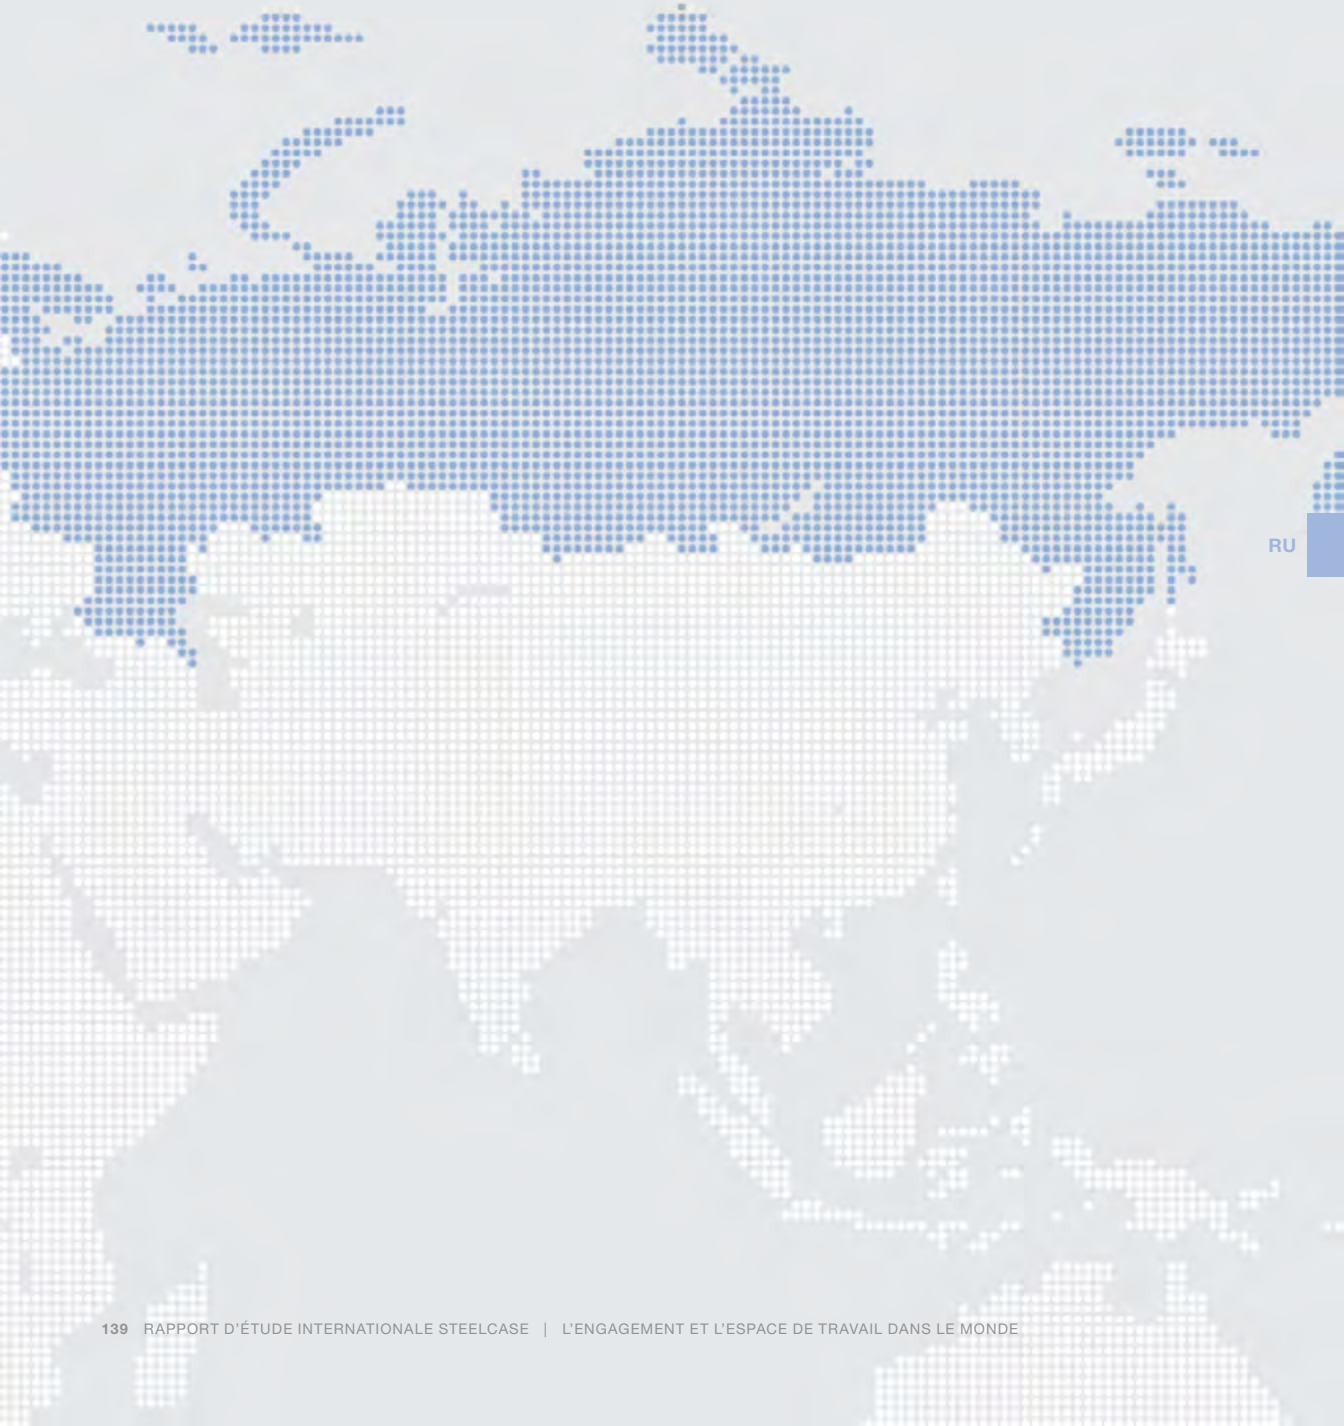 RU
139 RAPPORT D’ÉTUDE INTERNATIONALE STEELCASE | L’ENGAGEMENT ET L’ESPACE DE TRAVAIL DANS LE MONDE